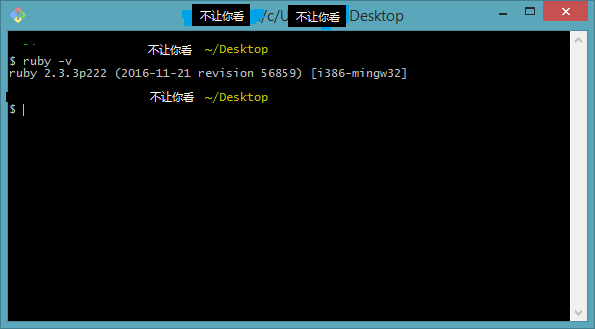 不让你看 /c/U 不让你看 Desktop
不让你看 ~/Desktop
$ ruby -v
ruby 2.3.3p222 (2016-11-21 revision 56859) [i386-mingw32]
不让你看 ~/Desktop
$